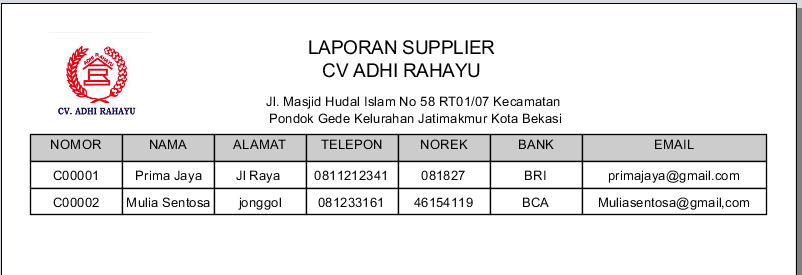 LAPORAN SUPPLIER
CV ADHI RAHAYU
CV. ADHI RAHAYU
Jl. Masjid Hudal Islam No 58 RT01/07 Kecamatan
Pondok Gede Kelurahan Jatimakmur Kota Bekasi
NOMOR NAMA ALAMAT TELEPON NOREK BANK EMAIL
C00001 Prima Jaya Jl Raya 0811212341 081827 BRI primajaya@gmail.com
C00002 Mulia Sentosa jonggol 081233161 46154119 BCA Muliasentosa@gmail,com